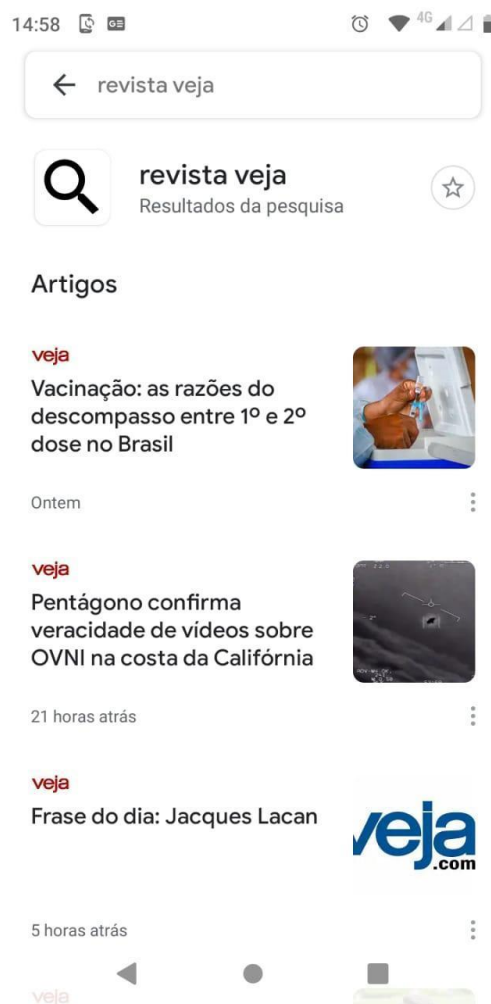 14:58
4G
revista veja
revista veja
Resultados da pesquisa
Artigos
veja
Vacinação: as razões do
descompasso entre 1º e 2º
dose no Brasil
Ontem
veja
Pentágono confirma
veracidade de vídeos sobre
OVNI na costa da Califórnia
21 horas atrás
veja
Frase do dia: Jacques Lacan
veja
.com
5 horas atrás
veja